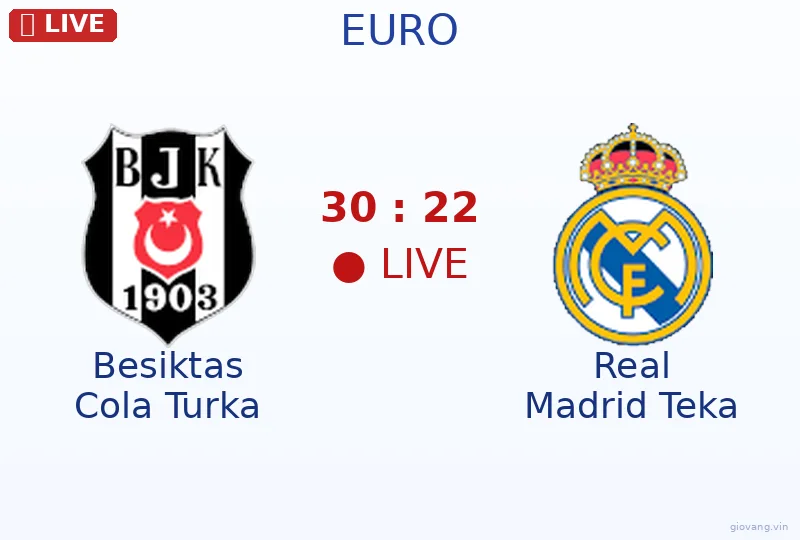 LIVE
EURO
BJK
1903
30 : 22
● LIVE
Besiktas
Cola Turka
Real
Madrid Teka
giovang.vin